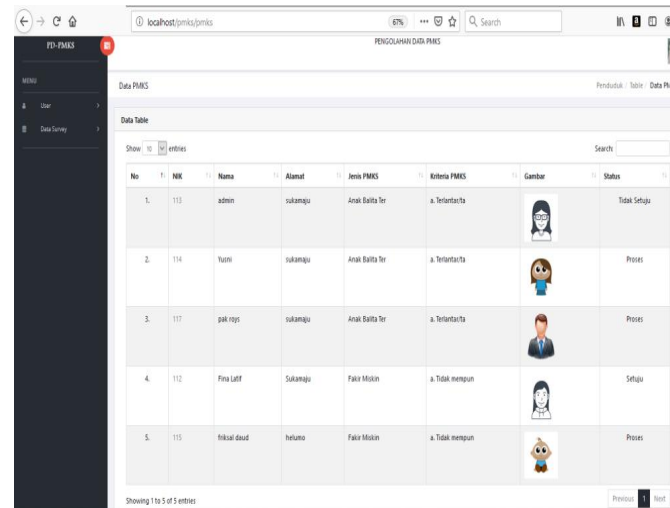 localhost/pmks/pmks
67%
Search
PD-PMKS
PENGOLAHAN DATA PMKS
MENU
User
Data Survey
Data PMKS
Penduduk / Table / Data PM
Data Table
Show 10 entries
Search:
No NIK Nama Alamat Jenis PMKS Kriteria PMKS Gambar Status
1. 113 admin sukamaju Anak Balita Ter a. Terlantar/ta Tidak Setuju
2. 114 Yusni sukamaju Anak Balita Ter a. Terlantar/ta Proses
3. 117 pak roys sukamaju Anak Balita Ter a. Terlantar/ta Proses
4. 112 Fina Latif Sukamaju Fakir Miskin a. Tidak mempun Setuju
5. 115 friksal daud helumo Fakir Miskin a. Tidak mempun Proses
Showing 1 to 5 of 5 entries
Previous 1 Next